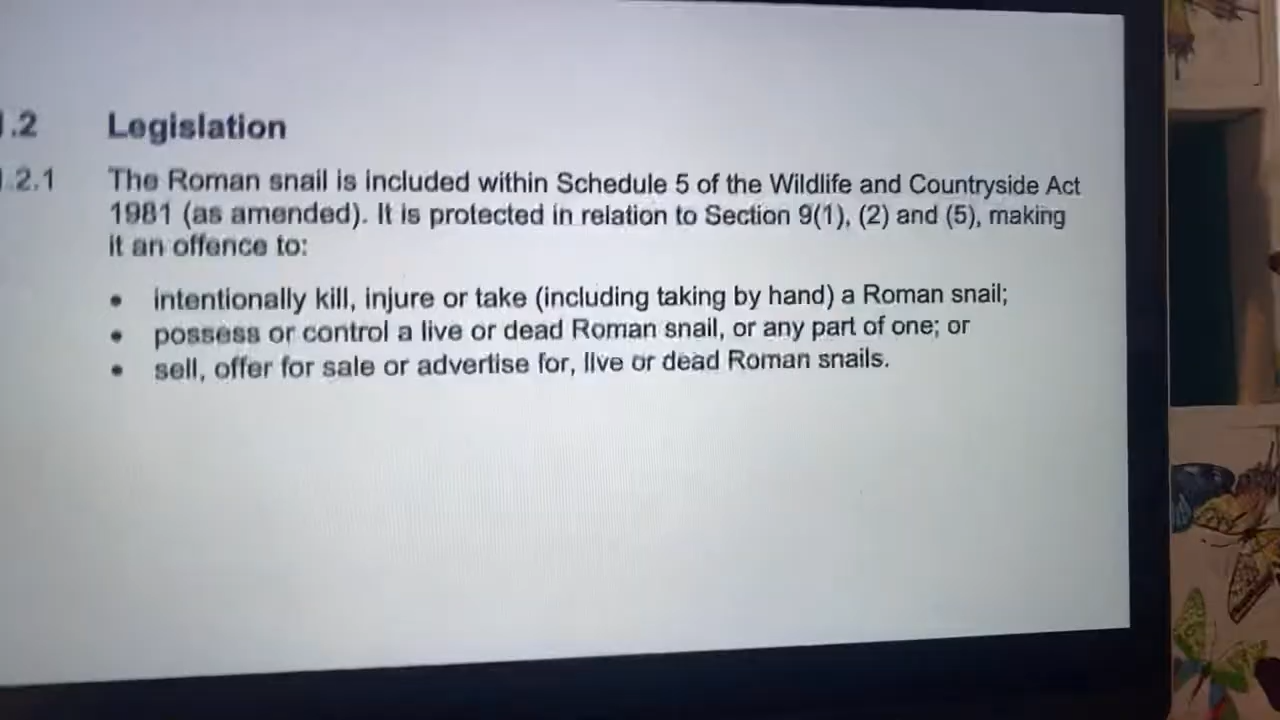 .2 Legislation
.2.1 The Roman snail is included within Schedule 5 of the Wildlife and Countryside Act
1981 (as amended). It is protected in relation to Section 9(1), (2) and (5), making
it an offence to:
• intentionally kill, injure or take (including taking by hand) a Roman snail;
• possess or control a live or dead Roman snail, or any part of one; or
• sell, offer for sale or advertise for, live or dead Roman snails.